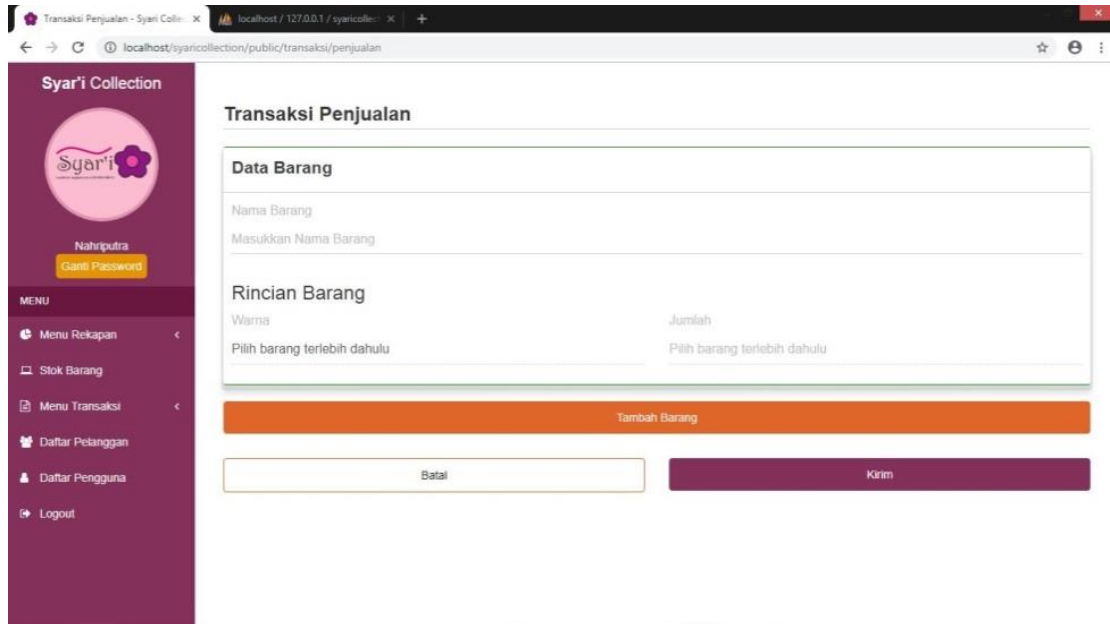 Transaksi Penjualan - Syari Colle
localhost / 127.0.0.1 / syaricollec
localhost/syaricollection/public/transaksi/penjualan
Syar'i Collection
Syar'i
Nahriputra
Ganti Password
MENU
Menu Rekapan
Stok Barang
Menu Transaksi
Daftar Pelanggan
Daftar Pengguna
Logout
Transaksi Penjualan
Data Barang
Nama Barang
Masukkan Nama Barang
Rincian Barang
Warna Jumlah
Pilih barang terlebih dahulu Pilih barang terlebih dahulu
Tambah Barang
Batal Kirim